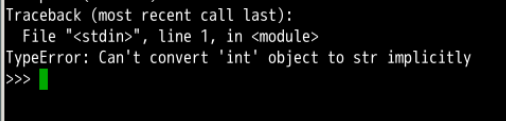 Traceback (most recent call last):
  File "<stdin>", line 1, in <module>
TypeError: Can't convert 'int' object to str implicitly
>>>